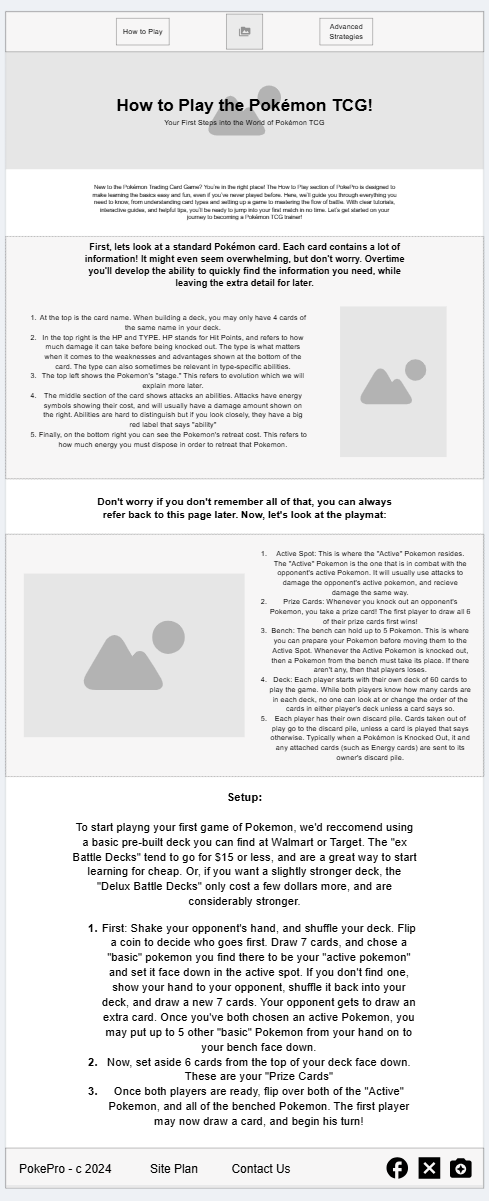 How to Play
Advanced
Strategies
How to Play the Pokémon TCG!
Your First Steps into the World of Pokémon TCG
New to the Pokémon Trading Card Game? You're in the right place! The How to Play section of PokePro is designed to
make learning the basics easy and fun, even if you've never played before. Here, we'll guide you through everything you
need to know, from understanding card types and setting up a game to mastering the flow of battle. With clear tutorials,
interactive guides, and helpful tips, you'll be ready to jump into your first match in no time. Let's get started on your
journey to becoming a Pokémon TCG trainer!
First, lets look at a standard Pokémon card. Each card contains a lot of
information! It might even seem overwhelming, but don't worry. Overtime
you'll develop the ability to quickly find the information you need, while
leaving the extra detail for later.
1. At the top is the card name. When building a deck, you may only have 4 cards of
the same name in your deck.
2. In the top right is the HP and TYPE. HP stands for Hit Points, and refers to how
much damage it can take before being knocked out. The type is what matters
when it comes to the weaknesses and advantages shown at the bottom of the
card. The type can also sometimes be relevant in type-specific abilities.
3. The top left shows the Pokemon's "stage." This refers to evolution which we will
explain more later.
4. The middle section of the card shows attacks an abilities. Attacks have energy
symbols showing their cost, and will usually have a damage amount shown on
the right. Abilities are hard to distinguish but if you look closely, they have a big
red label that says "ability"
5. Finally, on the bottom right you can see the Pokemon's retreat cost. This refers to
how much energy you must dispose in order to retreat that Pokemon.
Don't worry if you don't remember all of that, you can always
refer back to this page later. Now, let's look at the playmat:
1. Active Spot: This is where the "Active" Pokemon resides.
The "Active" Pokemon is the one that is in combat with the
opponent's active Pokemon. It will usually use attacks to
damage the opponent's active pokemon, and recieve
damage the same way.
2. Prize Cards: Whenever you knock out an opponent's
Pokemon, you take a prize card! The first player to draw all 6
of their prize cards first wins!
3. Bench: The bench can hold up to 5 Pokemon. This is where
you can prepare your Pokemon before moving them to the
Active Spot. Whenever the Active Pokemon is knocked out,
then a Pokemon from the bench must take its place. If there
aren't any, then that players loses.
4. Deck: Each player starts with their own deck of 60 cards to
play the game. While both players know how many cards are
in each deck, no one can look at or change the order of the
cards in either player's deck unless a card says so.
5. Each player has their own discard pile. Cards taken out of
play go to the discard pile, unless a card is played that says
otherwise. Typically when a Pokémon is Knocked Out, it and
any attached cards (such as Energy cards) are sent to its
owner's discard pile.
Setup:
To start playng your first game of Pokemon, we'd reccomend using
a basic pre-built deck you can find at Walmart or Target. The "ex
Battle Decks" tend to go for $15 or less, and are a great way to start
learning for cheap. Or, if you want a slightly stronger deck, the
"Delux Battle Decks" only cost a few dollars more, and are
considerably stronger.
1. First: Shake your opponent's hand, and shuffle your deck. Flip
a coin to decide who goes first. Draw 7 cards, and chose a
"basic" pokemon you find there to be your "active pokemon"
and set it face down in the active spot. If you don't find one,
show your hand to your opponent, shuffle it back into your
deck, and draw a new 7 cards. Your opponent gets to draw an
extra card. Once you've both chosen an active Pokemon, you
may put up to 5 other "basic" Pokemon from your hand on to
your bench face down.
2. Now, set aside 6 cards from the top of your deck face down.
These are your "Prize Cards"
3. Once both players are ready, flip over both of the "Active"
Pokemon, and all of the benched Pokemon. The first player
may now draw a card, and begin his turn!
PokePro - c 2024
Site Plan
Contact Us